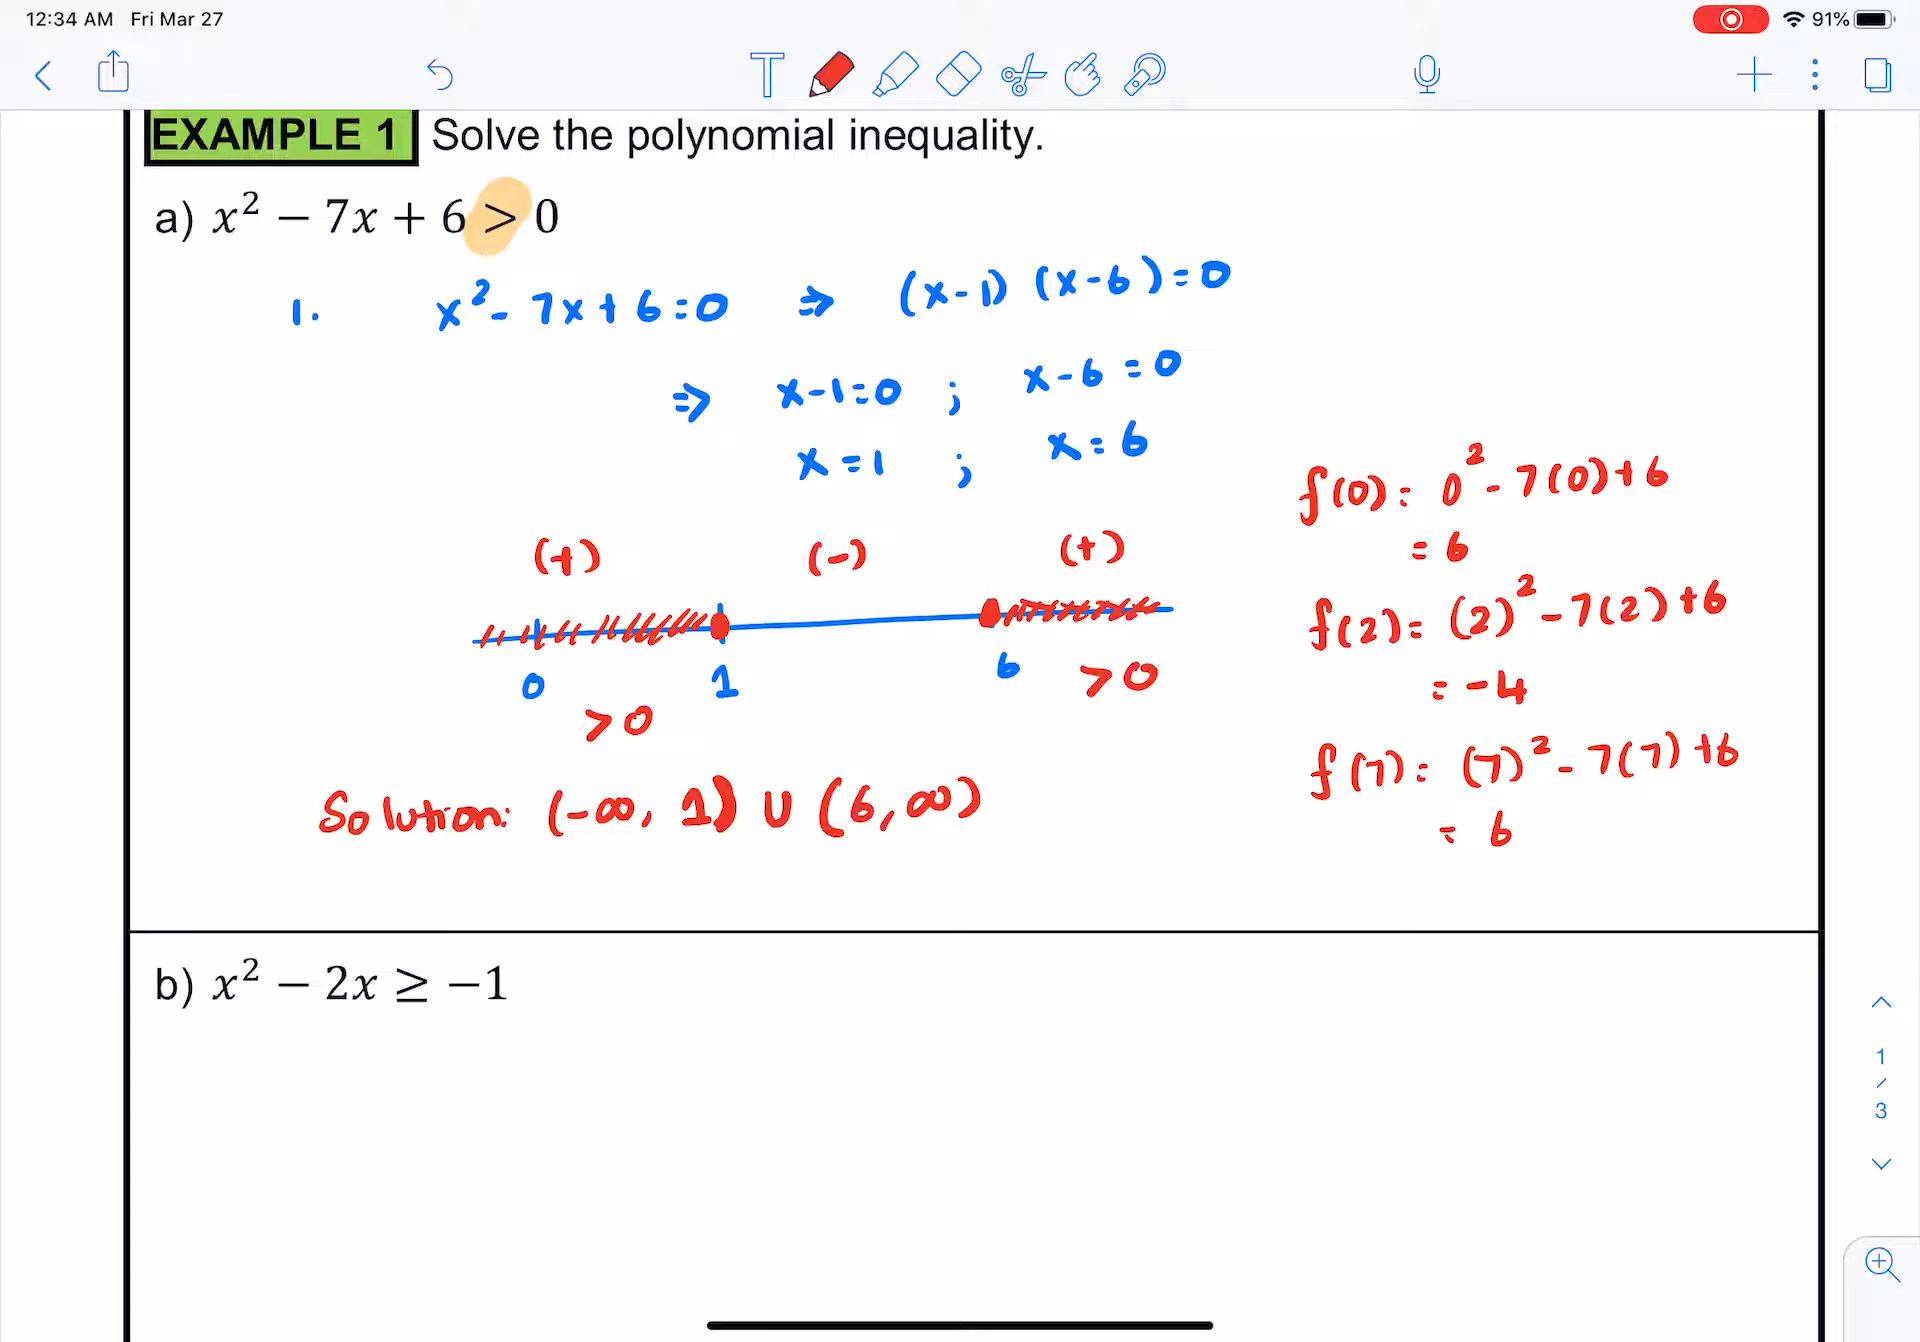 12:34 AM Fri Mar 27
91%
EXAMPLE 1 Solve the polynomial inequality.
a) x² − 7x + 6 > 0
1. x² - 7x + 6 = 0 ⇒ (x-1) (x-6) = 0
⇒ x-1=0 ; x-6=0
x=1 ; x=6
f(0) = 0² - 7(0)+6
= 6
(+) (-) (+)
f(2) = (2)² - 7(2)+6
= -4
0 1 6 >0
>0
f(7) = (7)² - 7(7)+6
= 6
Solution: (-∞, 1) ∪ (6, ∞)
b) x² − 2x ≥ −1
1
/
3